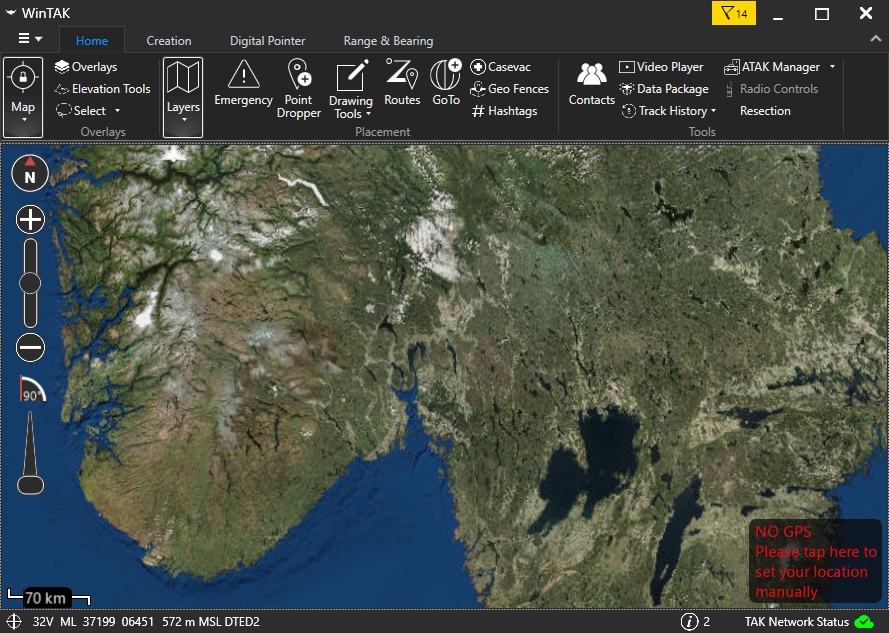 WinTAK
14
Home
Creation
Digital Pointer
Range & Bearing
Map
Overlays
Elevation Tools
Select
Overlays
Layers
Emergency
Point
Dropper
Drawing
Tools
Routes
GoTo
Casevac
Geo Fences
Hashtags
Placement
Contacts
Video Player
Data Package
Track History
ATAK Manager
Radio Controls
Resection
Tools
N
90°
70 km
NO GPS
Please tap here to
set your location
manually
32V ML 37199 06451 572 m MSL DTED2
2
TAK Network Status